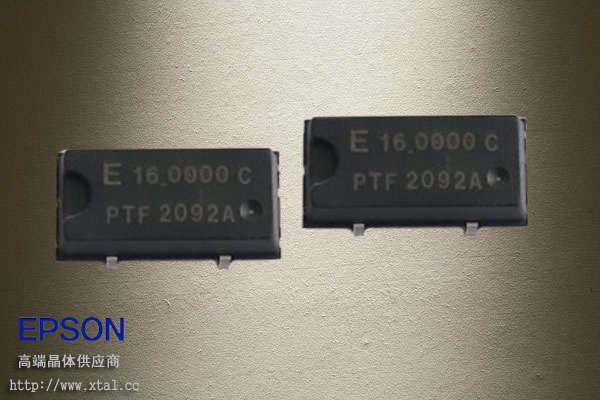 E 16.0000 C
PTF 2092A
E 16.0000 C
PTF 2092A
EPSON
高端晶体供应商
http://www.xtal.cc